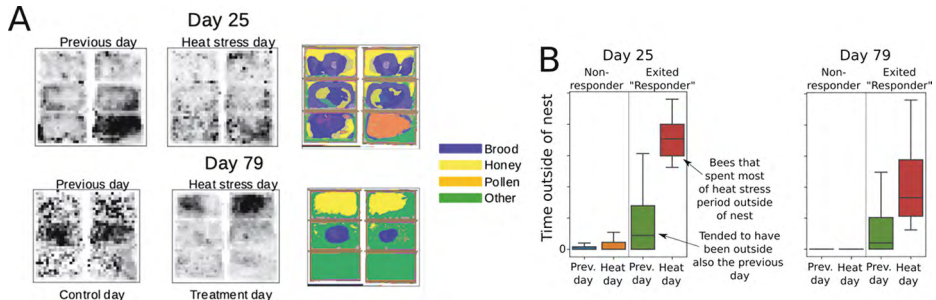 A
Day 25
Previous day
Heat stress day
Day 79
Previous day
Heat stress day
Control day
Treatment day
Brood
Honey
Pollen
Other
B
Day 25
Non-
responder
Exited
"Responder"
Time outside of nest
0
Prev.
day
Heat
day
Prev.
day
Heat
day
Bees that
spent most
of heat stress
period outside
of nest
Tended to have
been outside
also the previous
day
Day 79
Non-
responder
Exited
"Responder"
Prev.
day
Heat
day
Prev.
day
Heat
day